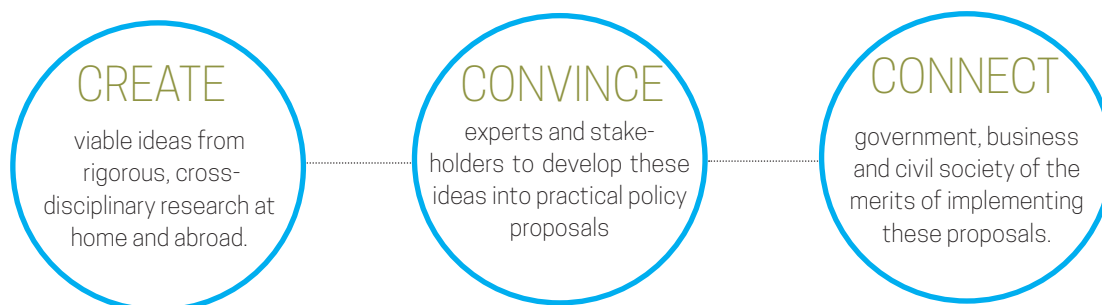 CREATE
viable ideas from
rigorous, cross-
disciplinary research at
home and abroad.
CONVINCE
experts and stake-
holders to develop these
ideas into practical policy
proposals
CONNECT
government, business
and civil society of the
merits of implementing
these proposals.